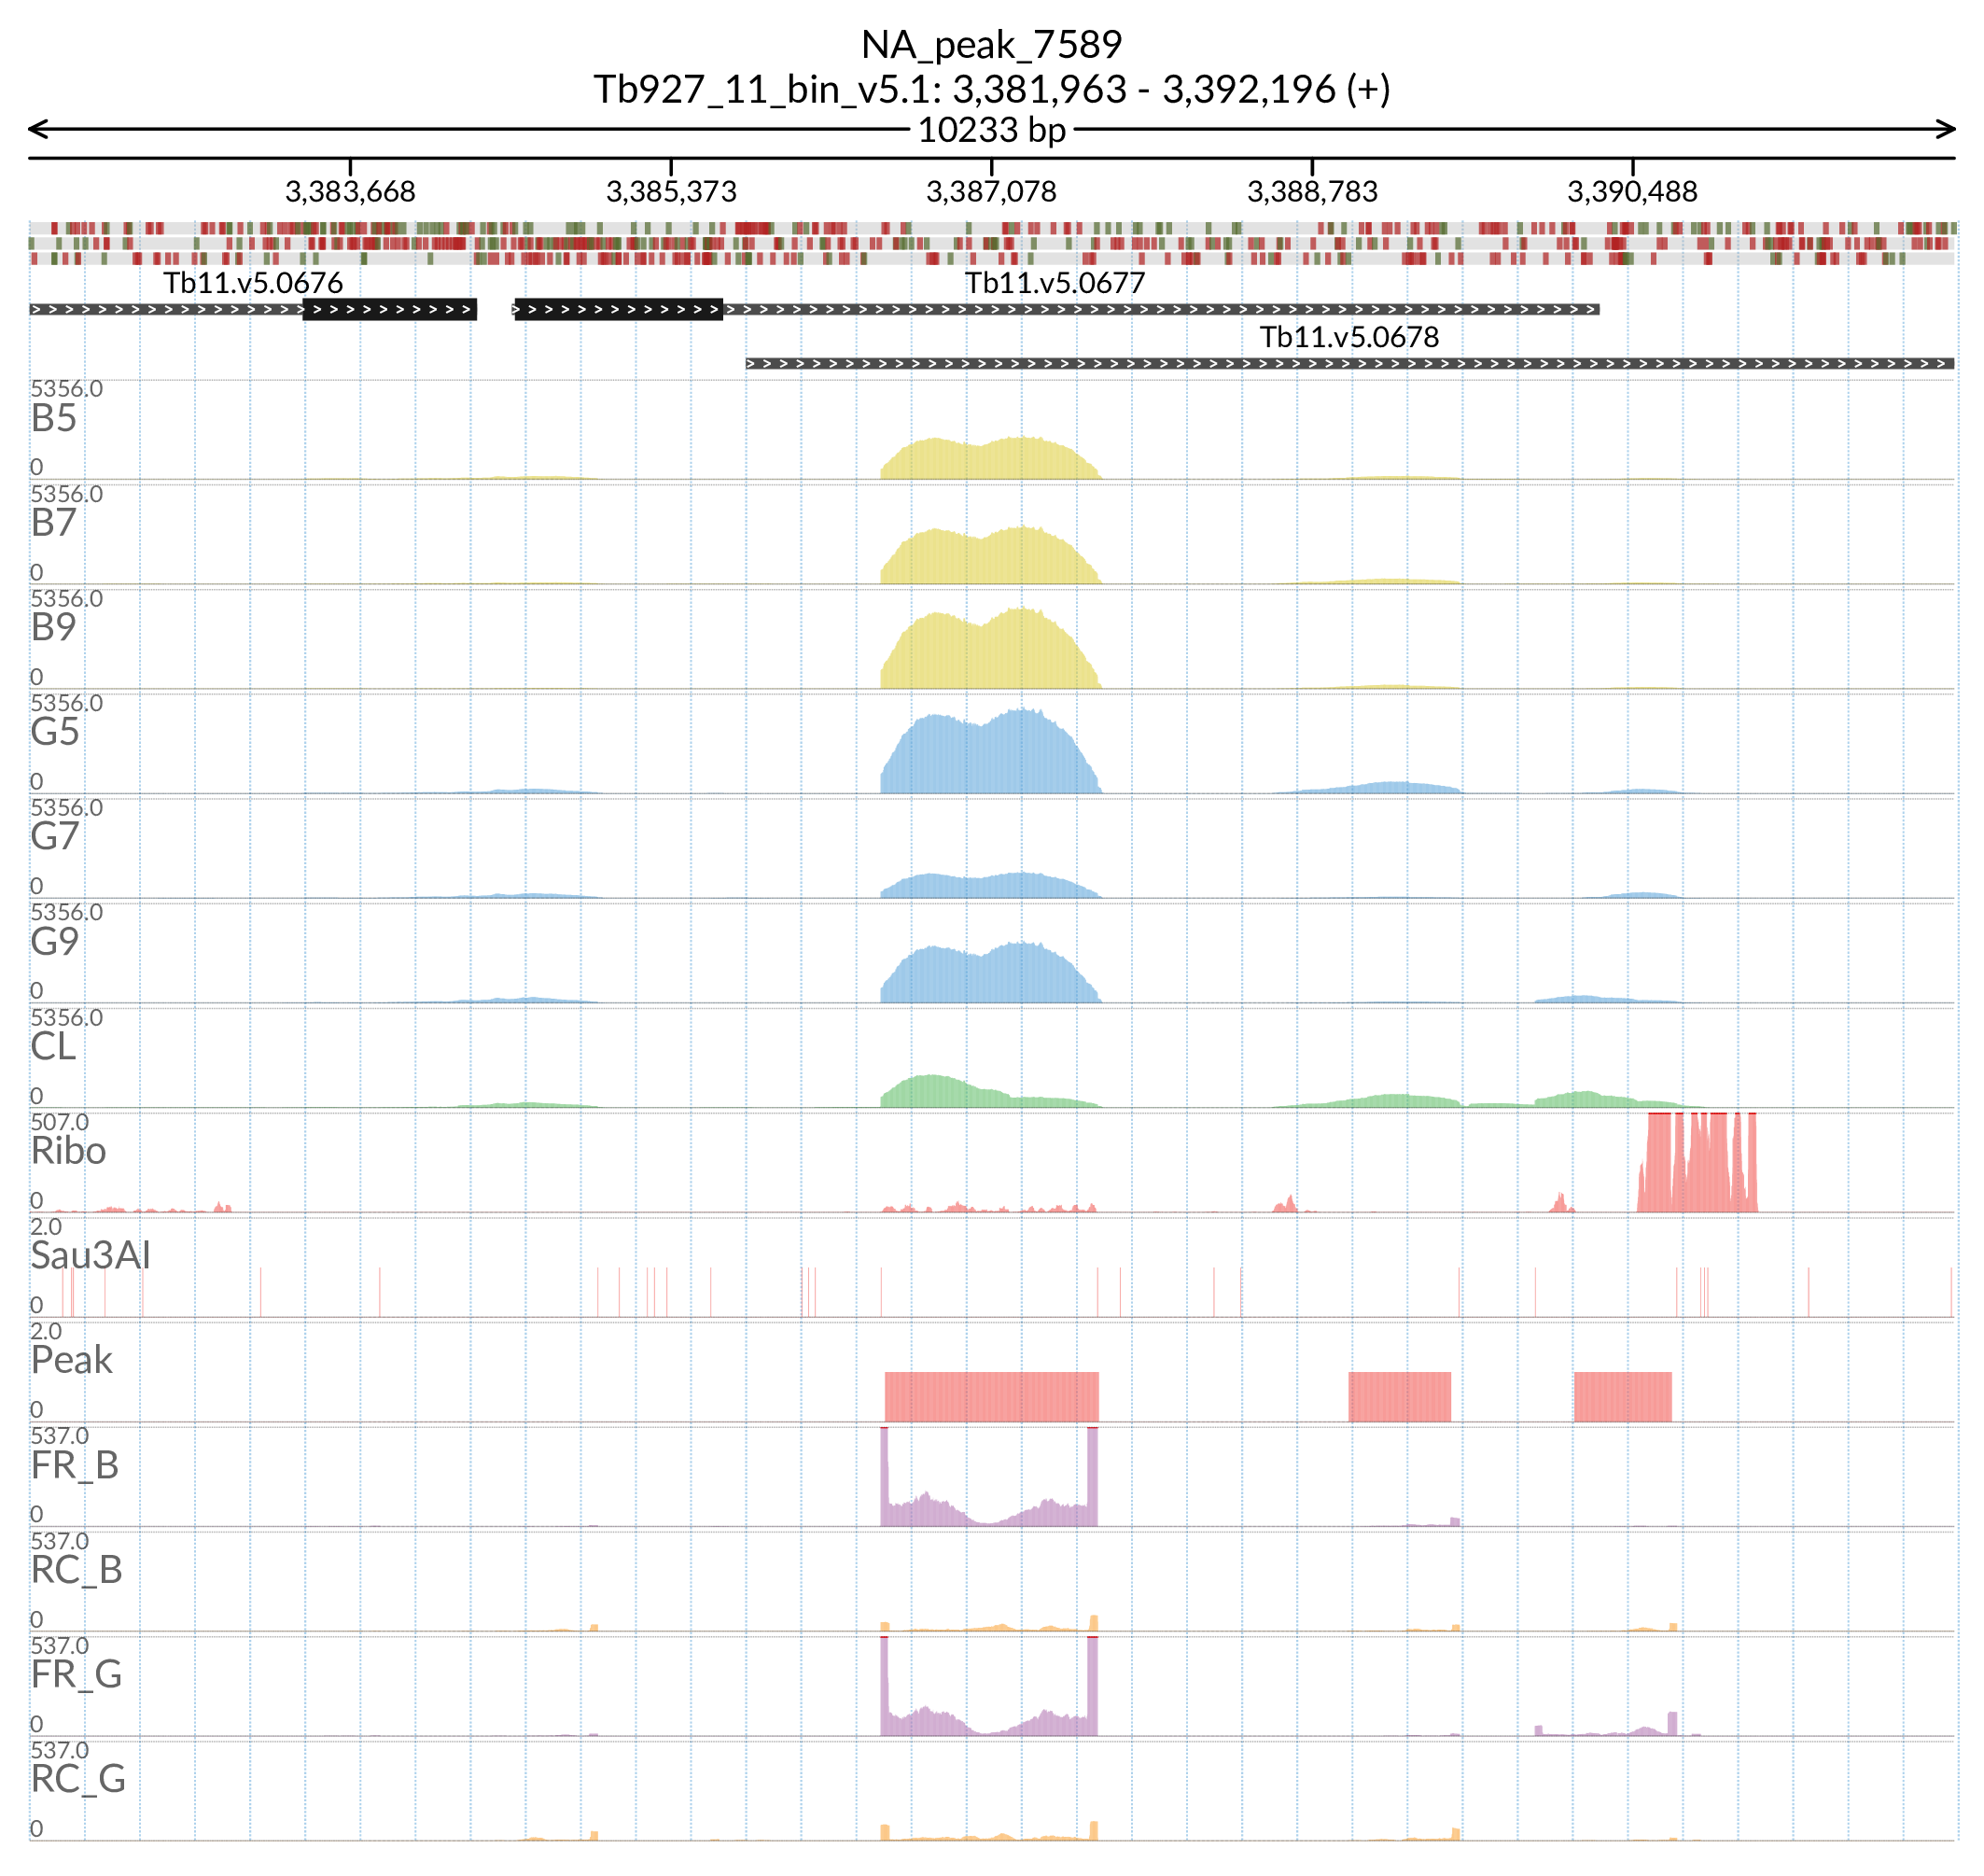 NA_peak_7589
Tb927_11_bin_v5.1: 3,381,963 - 3,392,196 (+)
10233 bp
3,383,668 3,385,373 3,387,078 3,388,783 3,390,488
Tb11.v5.0676 Tb11.v5.0677
Tb11.v5.0678
5356.0
B5
0
5356.0
B7
0
5356.0
B9
0
5356.0
G5
0
5356.0
G7
0
5356.0
G9
0
5356.0
CL
0
507.0
Ribo
0
2.0
Sau3AI
0
2.0
Peak
0
537.0
FR_B
0
537.0
RC_B
0
537.0
FR_G
0
537.0
RC_G
0